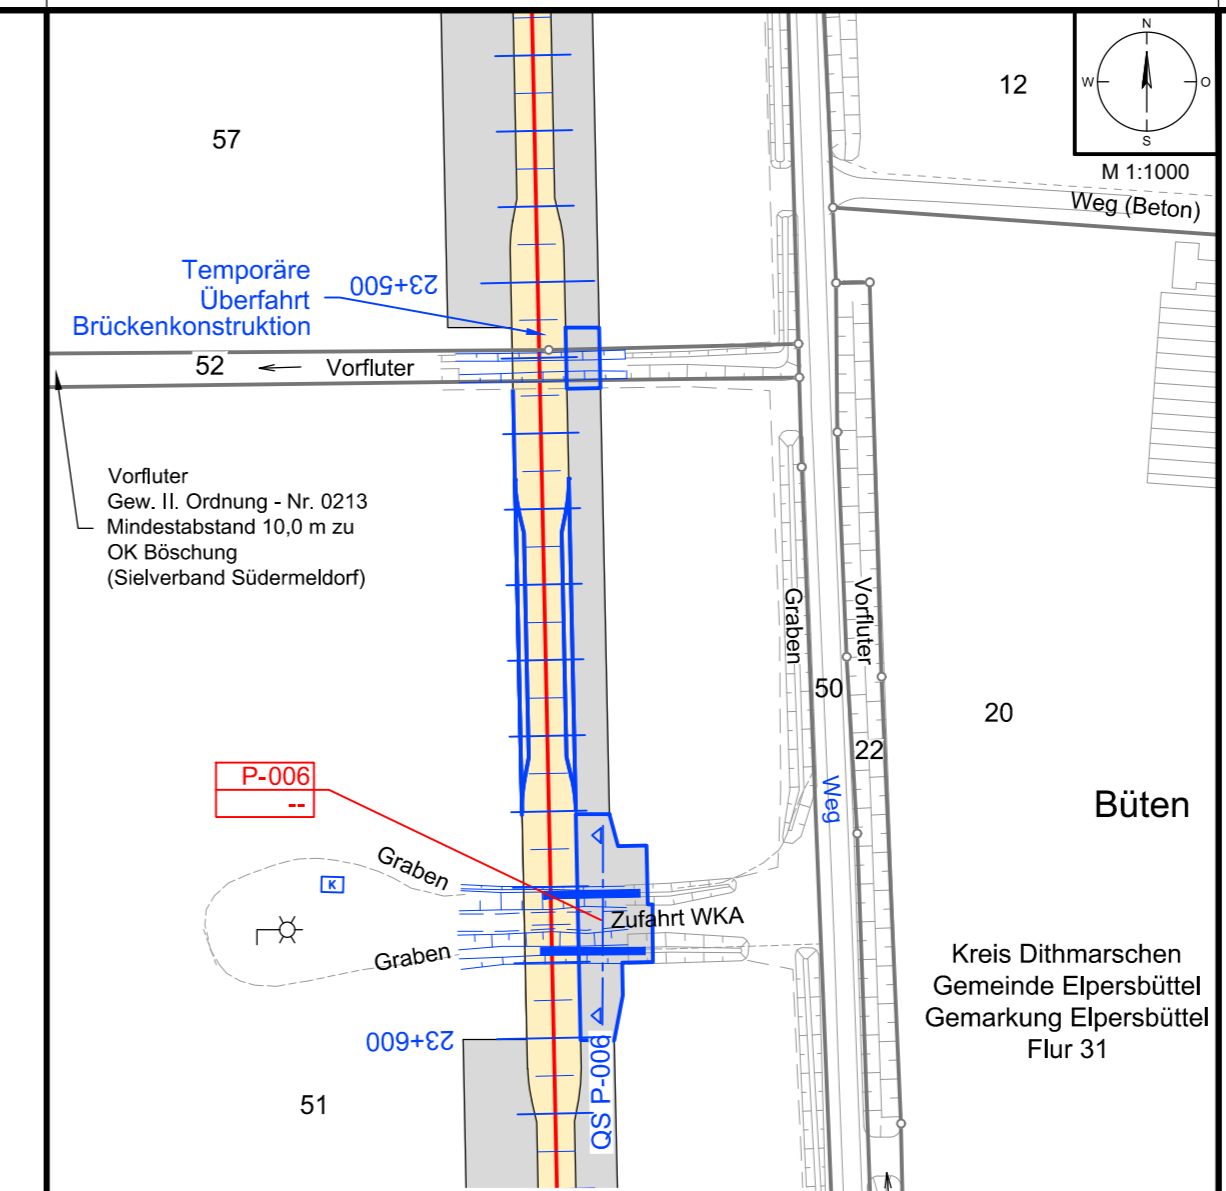 N
W
O
S
M 1:1000
12
57
Weg (Beton)
Temporäre
Überfahrt
Brückenkonstruktion
23+500
52
Vorfluter
Vorfluter
Gew. II. Ordnung - Nr. 0213
Mindestabstand 10,0 m zu
OK Böschung
(Sielverband Südermeldorf)
Graben
Vorfluter
50
20
22
P-006
--
Weg
Büten
Graben
K
Zufahrt WKA
Graben
Kreis Dithmarschen
Gemeinde Elpersbüttel
Gemarkung Elpersbüttel
Flur 31
23+600
QS P-006
51